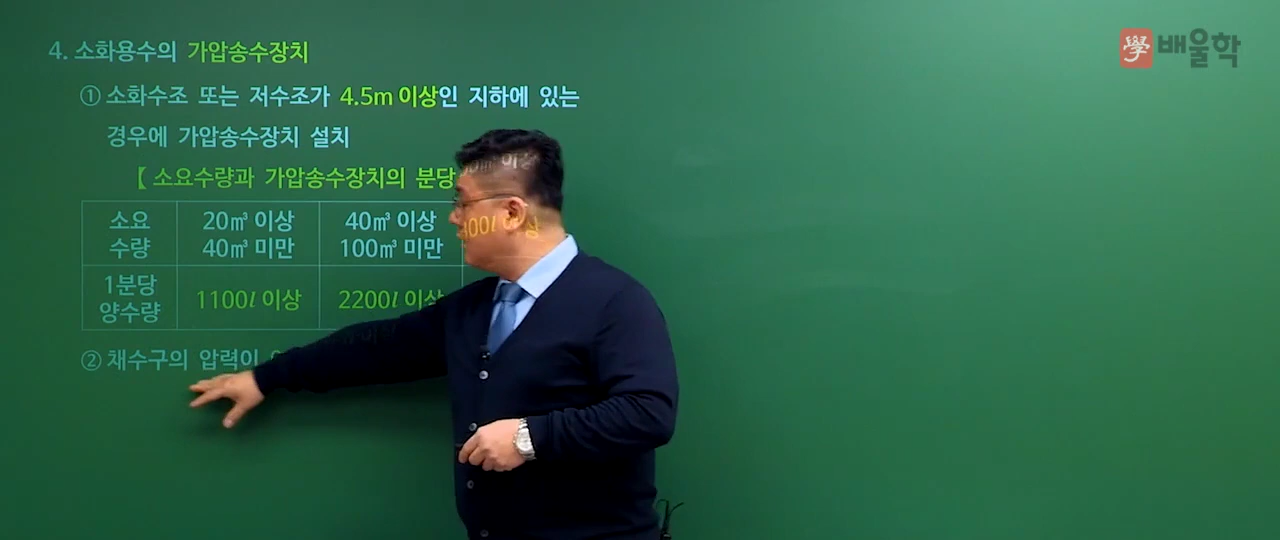 4. 소화용수의 가압송수장치
學 배울학
① 소화수조 또는 저수조가 4.5m 이상인 지하에 있는
경우에 가압송수장치 설치
【 소요수량과 가압송수장치의 분당
소요
수량
20㎥ 이상
40㎥ 미만
40㎥ 이상
100㎥ 미만
이상
1분당
양수량
1100l 이상
2200l 이상
② 채수구의 압력이